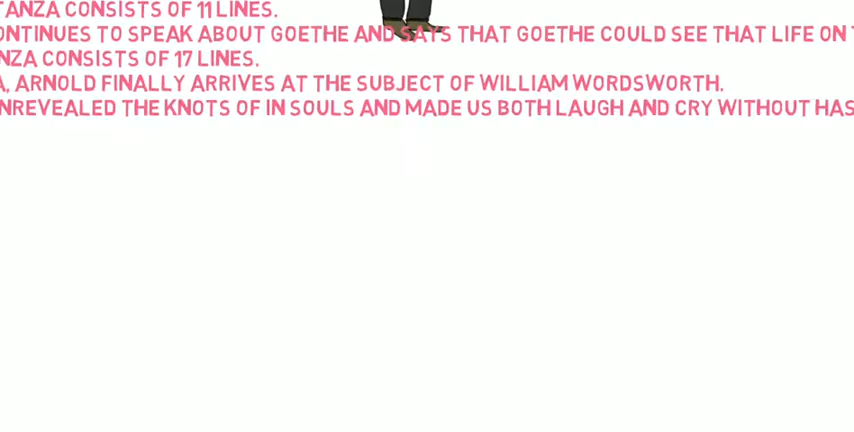 TANZA CONSISTS OF 11 LINES.
ONTINUES TO SPEAK ABOUT GOETHE AND SATS THAT GOETHE COULD SEE THAT LIFE ON
NZA CONSISTS OF 17 LINES.
A, ARNOLD FINALLY ARRIVES AT THE SUBJECT OF WILLIAM WORDSWORTH.
NREVEALED THE KNOTS OF IN SOULS AND MADE US BOTH LAUGH AND CRY WITHOUT HAS